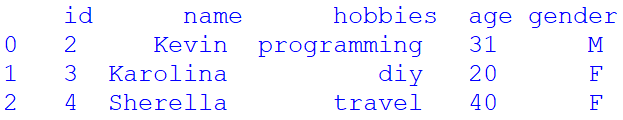 id name hobbies age gender
0 2 Kevin programming 31 M
1 3 Karolina diy 20 F
2 4 Sherella travel 40 F